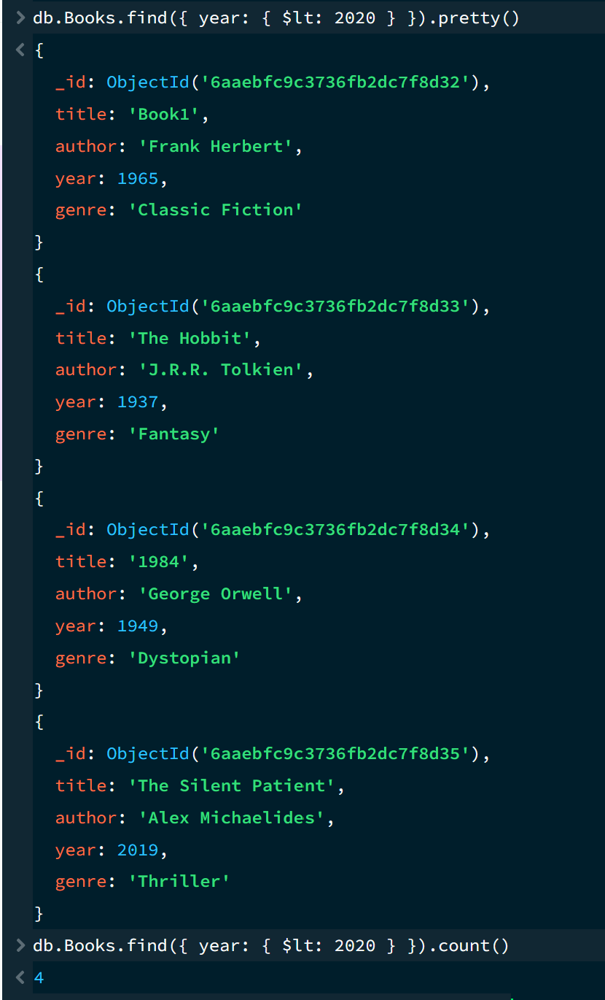 db.Books.find({ year: { $lt: 2020 } }).pretty()
{
_id: ObjectId('6aaebfc9c3736fb2dc7f8d32'),
title: 'Book1',
author: 'Frank Herbert',
year: 1965,
genre: 'Classic Fiction'
}
{
_id: ObjectId('6aaebfc9c3736fb2dc7f8d33'),
title: 'The Hobbit',
author: 'J.R.R. Tolkien',
year: 1937,
genre: 'Fantasy'
}
{
_id: ObjectId('6aaebfc9c3736fb2dc7f8d34'),
title: '1984',
author: 'George Orwell',
year: 1949,
genre: 'Dystopian'
}
{
_id: ObjectId('6aaebfc9c3736fb2dc7f8d35'),
title: 'The Silent Patient',
author: 'Alex Michaelides',
year: 2019,
genre: 'Thriller'
}
db.Books.find({ year: { $lt: 2020 } }).count()
4